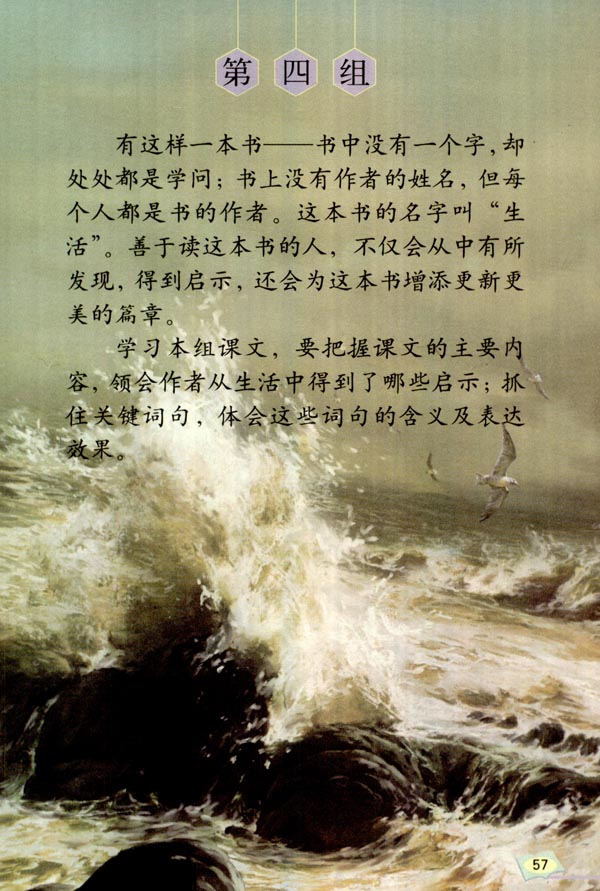 第四组
有这样一本书——书中没有一个字，却
处处都是学问；书上没有作者的姓名，但每
个人都是书的作者。这本书的名字叫“生
活”。善于读这本书的人，不仅会从中有所
发现，得到启示，还会为这本书增添更新更
美的篇章。
学习本组课文，要把握课文的主要内
容，领会作者从生活中得到了哪些启示；抓
住关键词句，体会这些词句的含义及表达
效果。
57